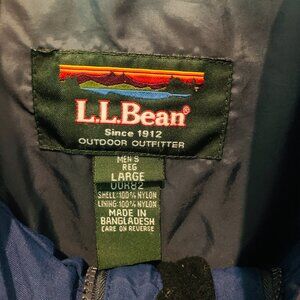 L.L.Bean®
Since 1912
OUTDOOR OUTFITTER
MEN'S
REG
LARGE
OUK82
SHELL: 100% NYLON
LINING: 100% NYLON
MADE IN
BANGLADESH
CARE ON REVERSE